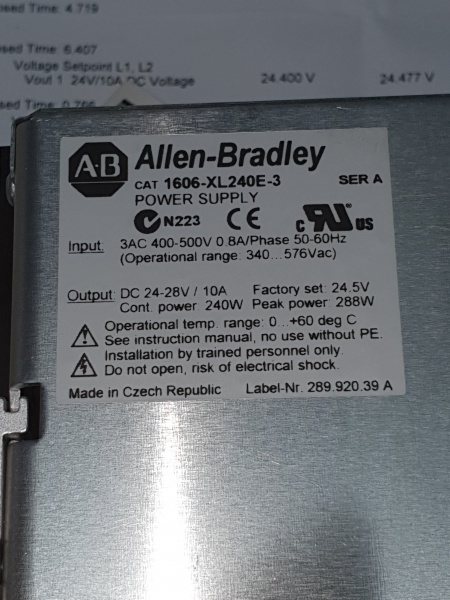 sed Time: 4.719
sed Time: 6.407
Voltage Setpoint L1, L2
Vout 1 24V/10A DC Voltage 24.400 V 24.477 V
sed Time: 0.766
A-B Allen-Bradley
CAT 1606-XL240E-3 SER A
POWER SUPPLY
N223 CE c RU US
Input: 3AC 400-500V 0.8A/Phase 50-60Hz
(Operational range: 340...576Vac)
Output: DC 24-28V / 10A Factory set: 24.5V
Cont. power: 240W Peak power: 288W
Operational temp. range: 0...+60 deg C
See instruction manual, no use without PE.
Installation by trained personnel only.
Do not open, risk of electrical shock.
Made in Czech Republic Label-Nr. 289.920.39 A